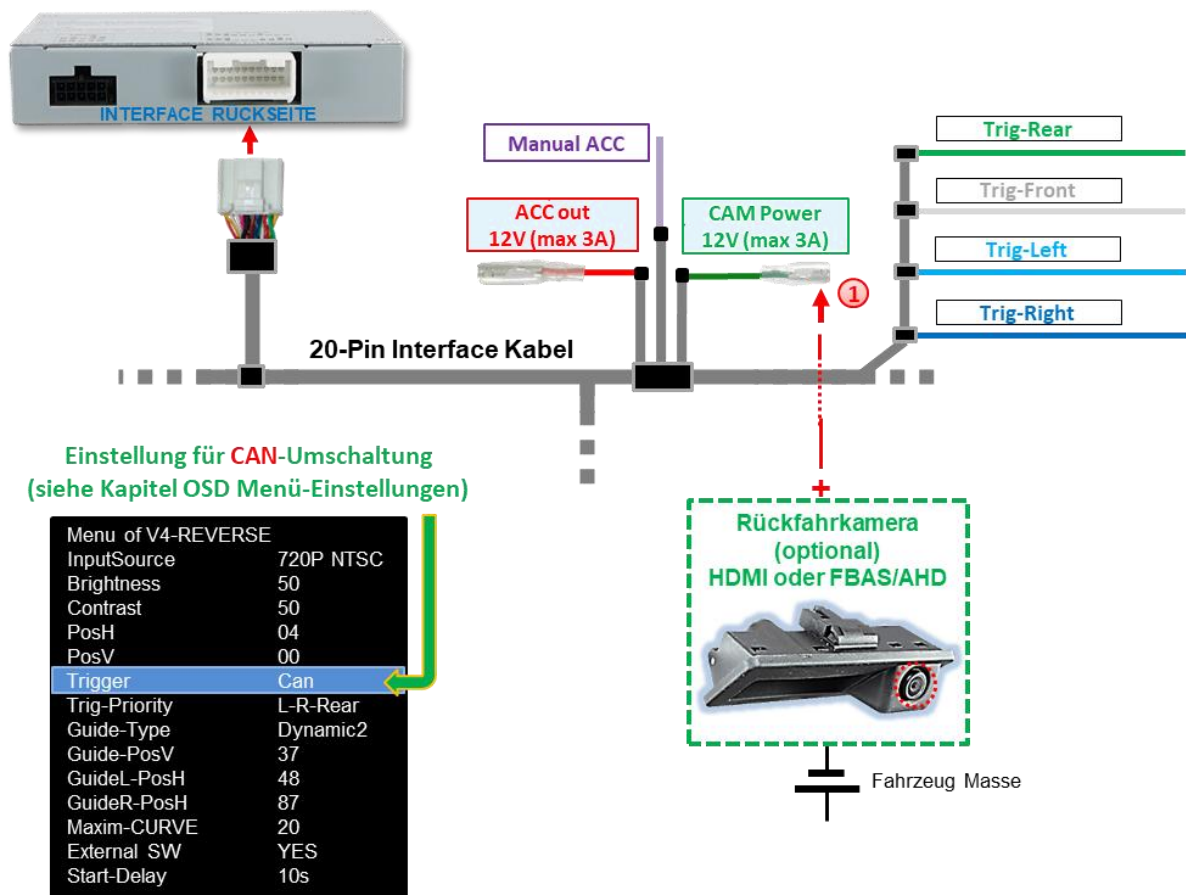 INTERFACE RÜCKSEITE
Manual ACC
ACC out
12V (max 3A)
CAM Power
12V (max 3A)
Trig-Rear
Trig-Front
Trig-Left
Trig-Right
1
20-Pin Interface Kabel
Einstellung für CAN-Umschaltung
(siehe Kapitel OSD Menü-Einstellungen)
Menu of V4-REVERSE
InputSource 720P NTSC
Brightness 50
Contrast 50
PosH 04
PosV 00
Trigger Can
Trig-Priority L-R-Rear
Guide-Type Dynamic2
Guide-PosV 37
GuideL-PosH 48
GuideR-PosH 87
Maxim-CURVE 20
External SW YES
Start-Delay 10s
+
Rückfahrkamera
(optional)
HDMI oder FBAS/AHD
Fahrzeug Masse